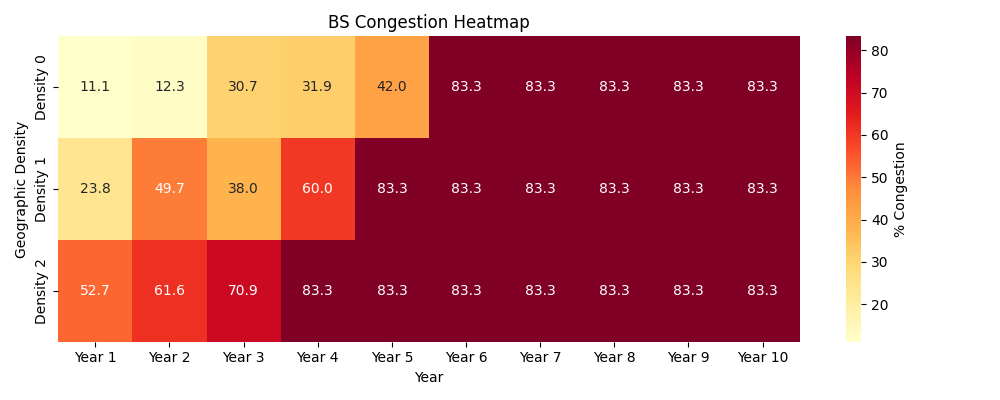 BS Congestion Heatmap
Geographic Density
Density 0
11.1 12.3 30.7 31.9 42.0 83.3 83.3 83.3 83.3 83.3
Density 1
23.8 49.7 38.0 60.0 83.3 83.3 83.3 83.3 83.3 83.3
Density 2
52.7 61.6 70.9 83.3 83.3 83.3 83.3 83.3 83.3 83.3
Year 1 Year 2 Year 3 Year 4 Year 5 Year 6 Year 7 Year 8 Year 9 Year 10
Year
80
70
60
50
40
30
20
% Congestion